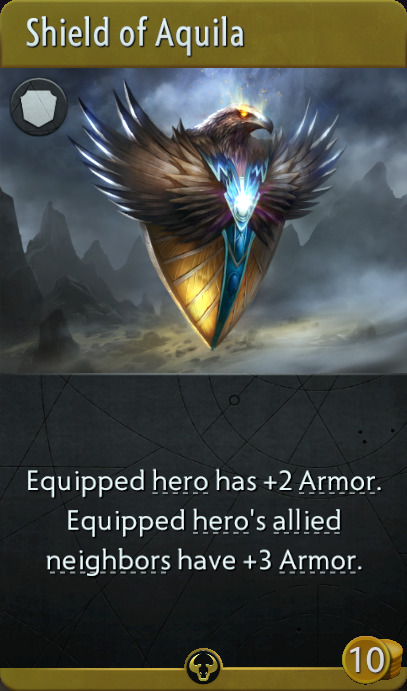 Shield of Aquila
Equipped hero has +2 Armor.
Equipped hero's allied
neighbors have +3 Armor.
10